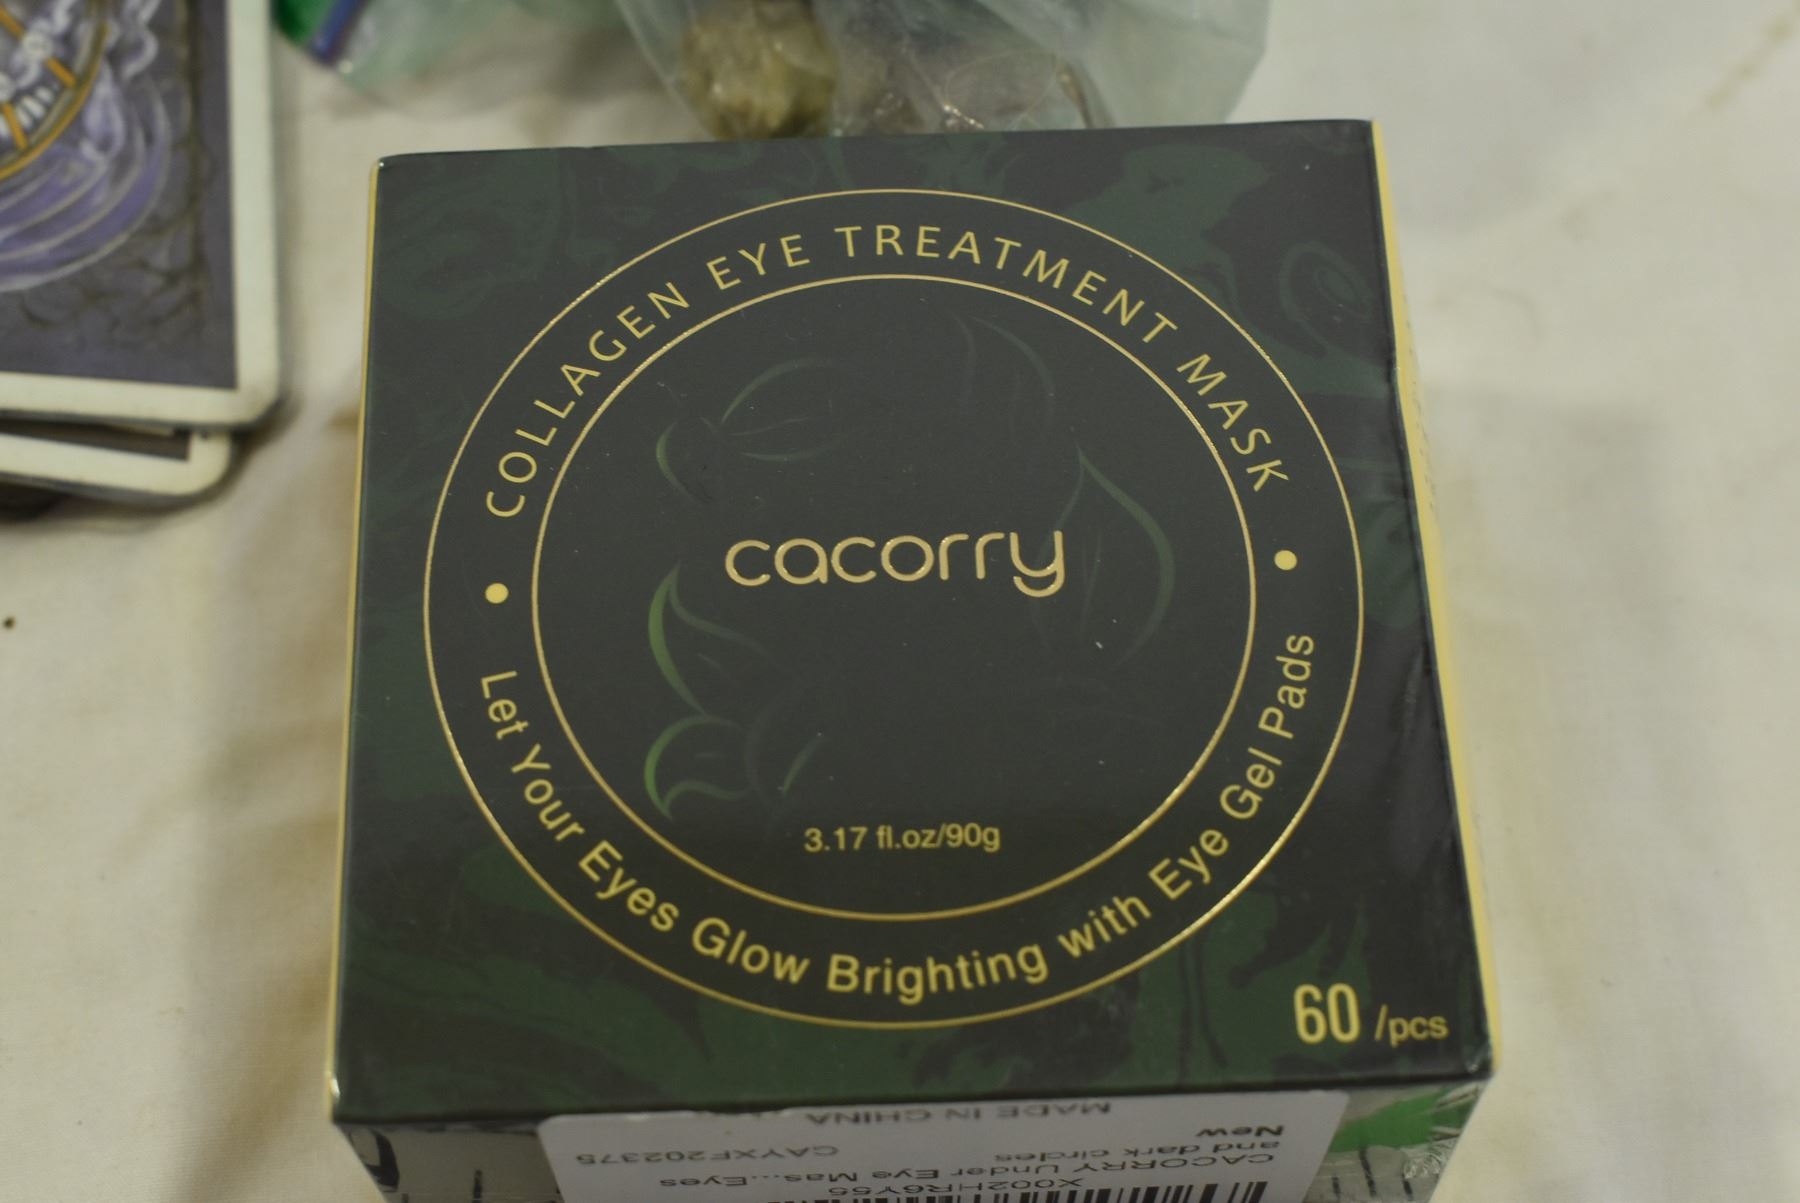 COLLAGEN EYE TREATMENT MASK
cacorry
3.17 fl.oz/90g
Let Your Eyes Glow Brighting with Eye Gel Pads
60 /pcs
X002HR6Y55
CACORRY Under Eye Mas...Eyes
and dark circles
New
CAYXF202375
MADE IN CHINA